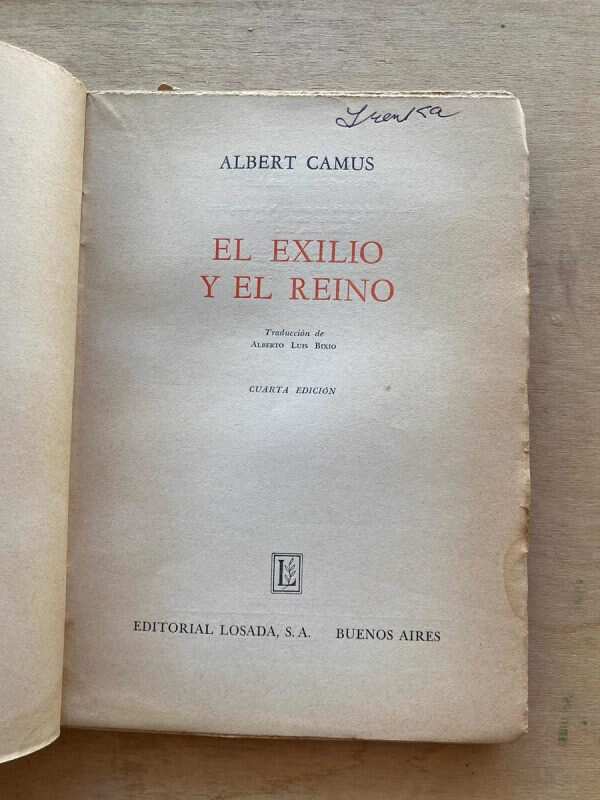 Irenka
ALBERT CAMUS
EL EXILIO
Y EL REINO
Traducción de
ALBERTO LUIS BIXIO
CUARTA EDICIÓN
L
EDITORIAL LOSADA, S. A. BUENOS AIRES